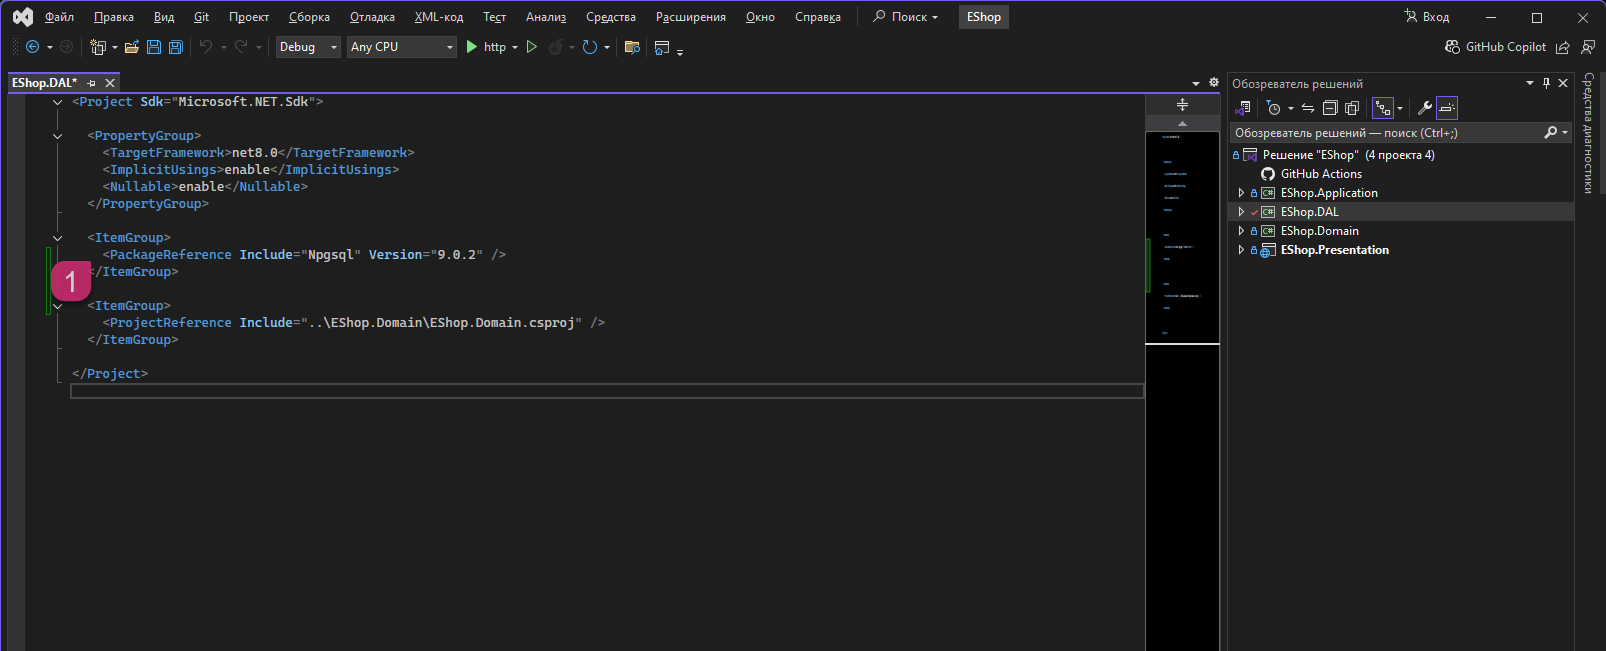 Файл Правка Вид Git Проект Сборка Отладка XML-код Тест Анализ Средства Расширения Окно Справка Поиск EShop Вход
Debug Any CPU http GitHub Copilot
EShop.DAL*
<Project Sdk="Microsoft.NET.Sdk">
<PropertyGroup>
<TargetFramework>net8.0</TargetFramework>
<ImplicitUsings>enable</ImplicitUsings>
<Nullable>enable</Nullable>
</PropertyGroup>
<ItemGroup>
<PackageReference Include="Npgsql" Version="9.0.2" />
/ItemGroup>
1
<ItemGroup>
<ProjectReference Include="..\EShop.Domain\EShop.Domain.csproj" />
</ItemGroup>
</Project>
Обозреватель решений
Обозреватель решений — поиск (Ctrl+;)
Решение "EShop" (4 проекта 4)
GitHub Actions
C# EShop.Application
C# EShop.DAL
C# EShop.Domain
EShop.Presentation
Средства диагностики